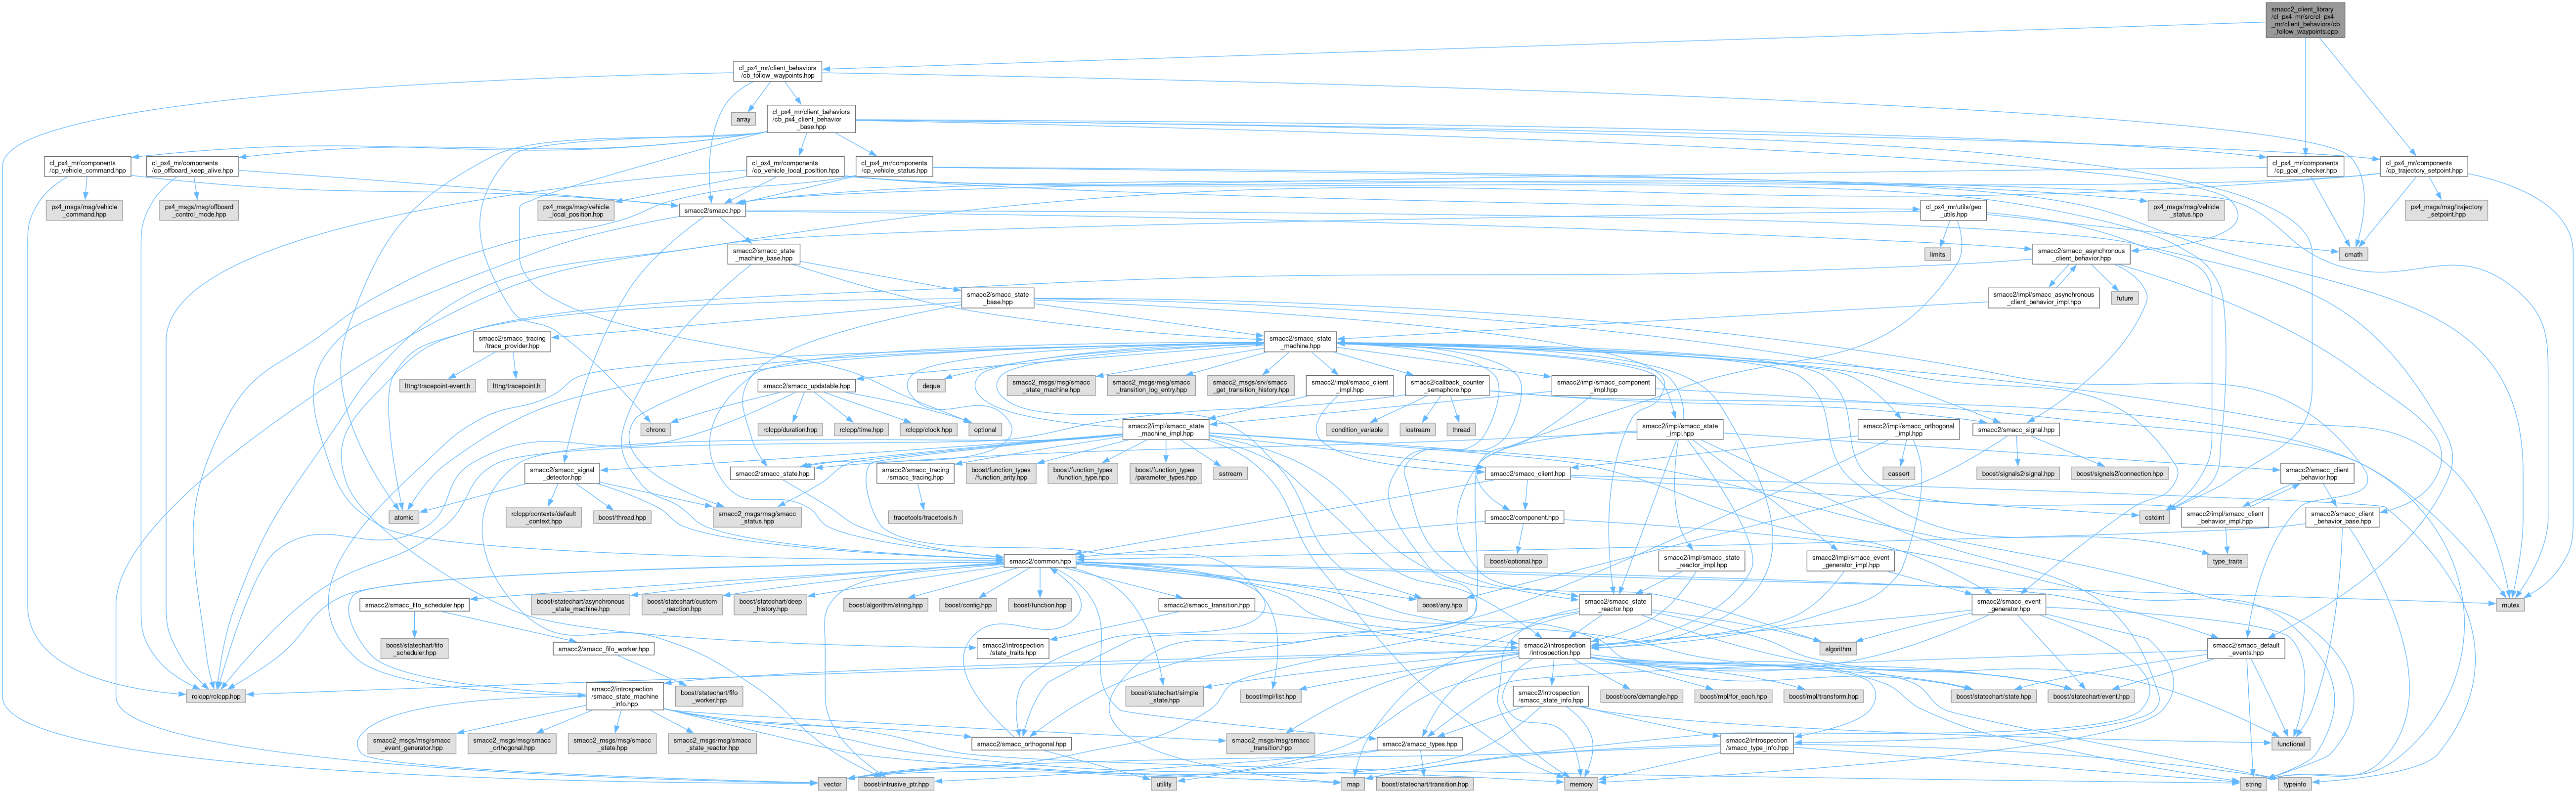 smacc2_client_library
/cl_px4_mr/src/cl_px4
_mr/client_behaviors/cb
_follow_waypoints.cpp
cl_px4_mr/client_behaviors
/cb_follow_waypoints.hpp
array
cl_px4_mr/client_behaviors
/cb_px4_client_behavior
_base.hpp
cl_px4_mr/components
/cp_vehicle_command.hpp
cl_px4_mr/components
/cp_offboard_keep_alive.hpp
cl_px4_mr/components
/cp_vehicle_local_position.hpp
cl_px4_mr/components
/cp_vehicle_status.hpp
cl_px4_mr/components
/cp_goal_checker.hpp
cl_px4_mr/components
/cp_trajectory_setpoint.hpp
px4_msgs/msg/vehicle
_command.hpp
px4_msgs/msg/offboard
_control_mode.hpp
px4_msgs/msg/vehicle
_local_position.hpp
smacc2/smacc.hpp
cl_px4_mr/utils/geo
_utils.hpp
px4_msgs/msg/vehicle
_status.hpp
px4_msgs/msg/trajectory
_setpoint.hpp
smacc2/smacc_state
_machine_base.hpp
limits
smacc2/smacc_asynchronous
_client_behavior.hpp
cmath
smacc2/smacc_state
_base.hpp
smacc2/impl/smacc_asynchronous
_client_behavior_impl.hpp
future
smacc2/smacc_tracing
/trace_provider.hpp
smacc2/smacc_state
_machine.hpp
lttng/tracepoint-event.h
lttng/tracepoint.h
smacc2/smacc_updatable.hpp
deque
smacc2_msgs/msg/smacc
_state_machine.hpp
smacc2_msgs/msg/smacc
_transition_log_entry.hpp
smacc2_msgs/srv/smacc
_get_transition_history.hpp
smacc2/impl/smacc_client
_impl.hpp
smacc2/callback_counter
_semaphore.hpp
smacc2/impl/smacc_component
_impl.hpp
chrono
rclcpp/duration.hpp
rclcpp/time.hpp
rclcpp/clock.hpp
optional
smacc2/impl/smacc_state
_machine_impl.hpp
condition_variable
iostream
thread
smacc2/impl/smacc_state
_impl.hpp
smacc2/impl/smacc_orthogonal
_impl.hpp
smacc2/smacc_signal.hpp
smacc2/smacc_signal
_detector.hpp
smacc2/smacc_state.hpp
smacc2/smacc_tracing
/smacc_tracing.hpp
boost/function_types
/function_arity.hpp
boost/function_types
/function_type.hpp
boost/function_types
/parameter_types.hpp
sstream
smacc2/smacc_client.hpp
cassert
boost/signals2/signal.hpp
boost/signals2/connection.hpp
smacc2/smacc_client
_behavior.hpp
atomic
rclcpp/contexts/default
_context.hpp
boost/thread.hpp
smacc2_msgs/msg/smacc
_status.hpp
tracetools/tracetools.h
smacc2/component.hpp
cstdint
smacc2/impl/smacc_client
_behavior_impl.hpp
smacc2/smacc_client
_behavior_base.hpp
smacc2/common.hpp
boost/optional.hpp
smacc2/impl/smacc_state
_reactor_impl.hpp
smacc2/impl/smacc_event
_generator_impl.hpp
type_traits
smacc2/smacc_fifo_scheduler.hpp
boost/statechart/asynchronous
_state_machine.hpp
boost/statechart/custom
_reaction.hpp
boost/statechart/deep
_history.hpp
boost/algorithm/string.hpp
boost/config.hpp
boost/function.hpp
smacc2/smacc_transition.hpp
boost/any.hpp
smacc2/smacc_state
_reactor.hpp
smacc2/smacc_event
_generator.hpp
mutex
boost/statechart/fifo
_scheduler.hpp
smacc2/smacc_fifo_worker.hpp
smacc2/introspection
/state_traits.hpp
smacc2/introspection
/introspection.hpp
algorithm
smacc2/smacc_default
_events.hpp
rclcpp/rclcpp.hpp
smacc2/introspection
/smacc_state_machine
_info.hpp
boost/statechart/fifo
_worker.hpp
boost/statechart/simple
_state.hpp
boost/mpl/list.hpp
smacc2/introspection
/smacc_state_info.hpp
boost/core/demangle.hpp
boost/mpl/for_each.hpp
boost/mpl/transform.hpp
boost/statechart/state.hpp
boost/statechart/event.hpp
smacc2_msgs/msg/smacc
_event_generator.hpp
smacc2_msgs/msg/smacc
_orthogonal.hpp
smacc2_msgs/msg/smacc
_state.hpp
smacc2_msgs/msg/smacc
_state_reactor.hpp
smacc2/smacc_orthogonal.hpp
smacc2_msgs/msg/smacc
_transition.hpp
smacc2/smacc_types.hpp
smacc2/introspection
/smacc_type_info.hpp
functional
vector
boost/intrusive_ptr.hpp
utility
map
boost/statechart/transition.hpp
memory
string
typeinfo